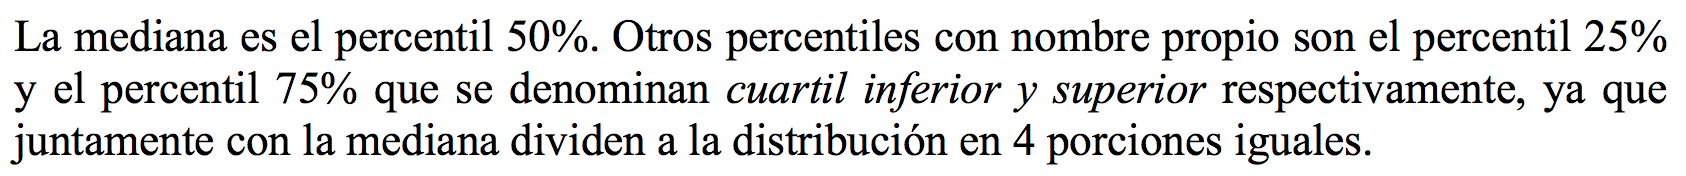 La mediana es el percentil 50%. Otros percentiles con nombre propio son el percentil 25%
y el percentil 75% que se denominan cuartil inferior y superior respectivamente, ya que
juntamente con la mediana dividen a la distribución en 4 porciones iguales.